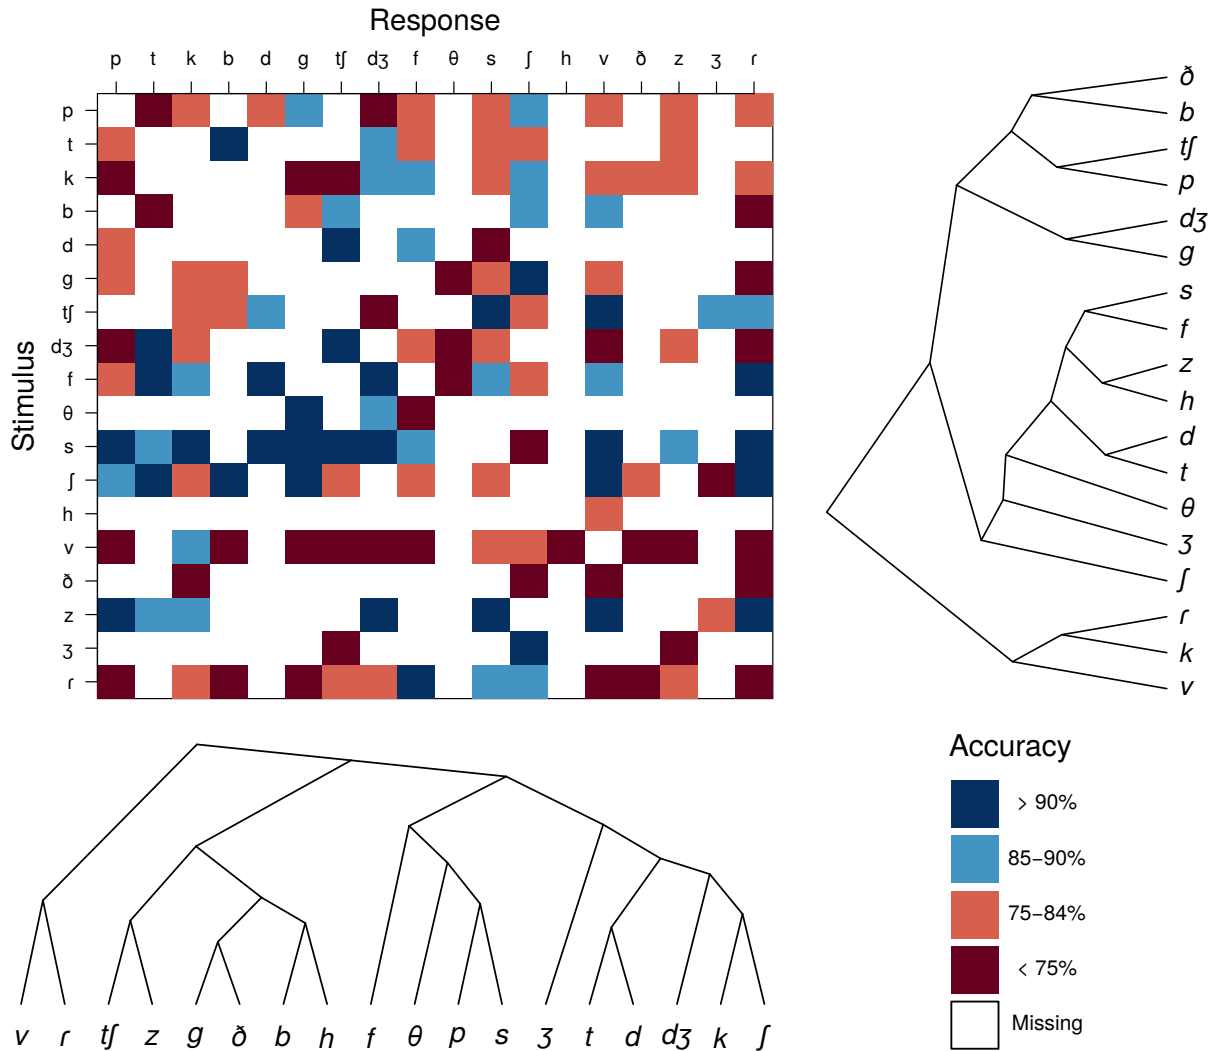 Response
p t k b d g tʃ dʒ f θ s ʃ h v ð z ʒ ɾ
Stimulus
p
t
k
b
d
g
tʃ
dʒ
f
θ
s
ʃ
h
v
ð
z
ʒ
ɾ
ð
b
tʃ
p
dʒ
g
s
f
z
h
d
t
θ
ʒ
ʃ
ɾ
k
v
Accuracy
> 90%
85–90%
75–84%
< 75%
Missing
v ɾ tʃ z g ð b h f θ p s ʒ t d dʒ k ʃ